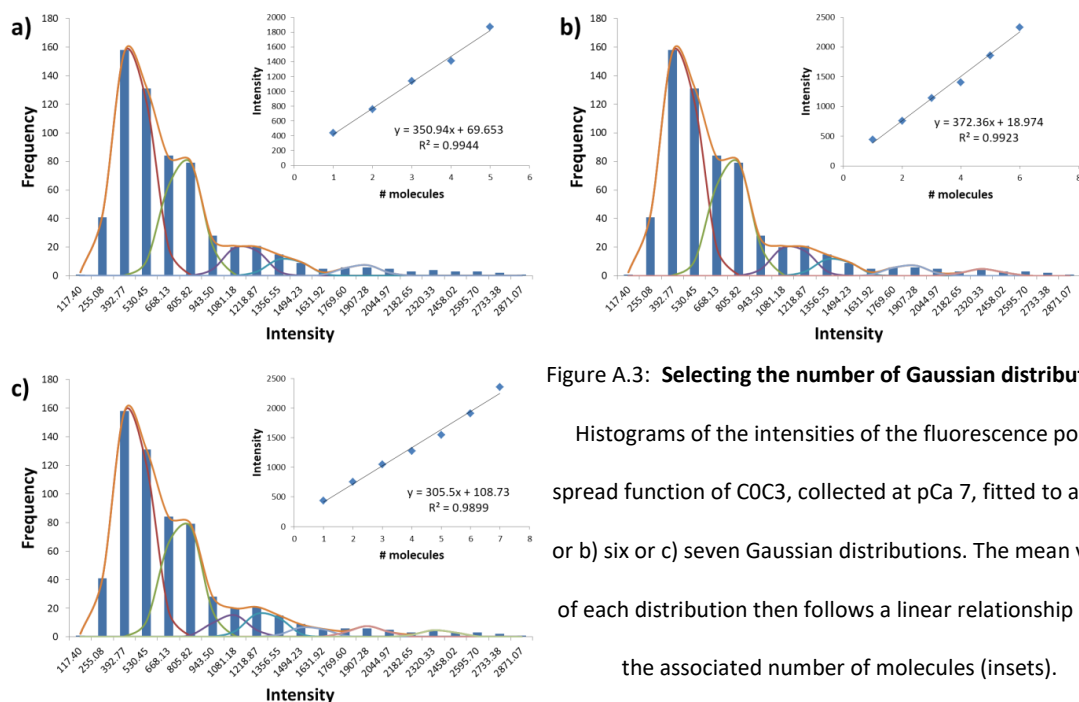 a)
180
160
140
120
100
80
60
40
20
0
Frequency
117.40 255.08 392.77 530.45 668.13 805.82 943.50 1081.18 1218.87 1356.55 1494.23 1631.92 1769.60 1907.28 2044.97 2182.65 2320.33 2458.02 2595.70 2733.38 2871.07
Intensity
2000
1800
1600
1400
1200
1000
800
600
400
200
0
Intensity
y = 350.94x + 69.653
R² = 0.9944
0 1 2 3 4 5 6
# molecules
b)
180
160
140
120
100
80
60
40
20
0
Frequency
117.40 255.08 392.77 530.45 668.13 805.82 943.50 1081.18 1218.87 1356.55 1494.23 1631.92 1769.60 1907.28 2044.97 2182.65 2320.33 2458.02 2595.70 2733.38 2871.07
Intensity
2500
2000
1500
1000
500
0
Intensity
y = 372.36x + 18.974
R² = 0.9923
0 2 4 6 8
# molecules
c)
180
160
140
120
100
80
60
40
20
0
Frequency
117.40 255.08 392.77 530.45 668.13 805.82 943.50 1081.18 1218.87 1356.55 1494.23 1631.92 1769.60 1907.28 2044.97 2182.65 2320.33 2458.02 2595.70 2733.38 2871.07
Intensity
2500
2000
1500
1000
500
0
Intensity
y = 305.5x + 108.73
R² = 0.9899
0 1 2 3 4 5 6 7 8
# molecules
Figure A.3: Selecting the number of Gaussian distribut
Histograms of the intensities of the fluorescence po
spread function of C0C3, collected at pCa 7, fitted to a
or b) six or c) seven Gaussian distributions. The mean v
of each distribution then follows a linear relationship
the associated number of molecules (insets).